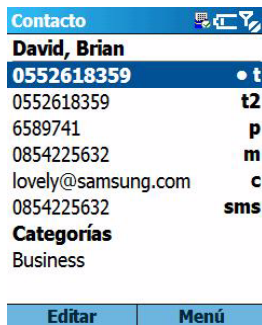 Contacto
David, Brian
0552618359 • t
0552618359 t2
6589741 p
0854225632 m
lovely@samsung.com c
0854225632 sms
Categorías
Business
Editar Menú